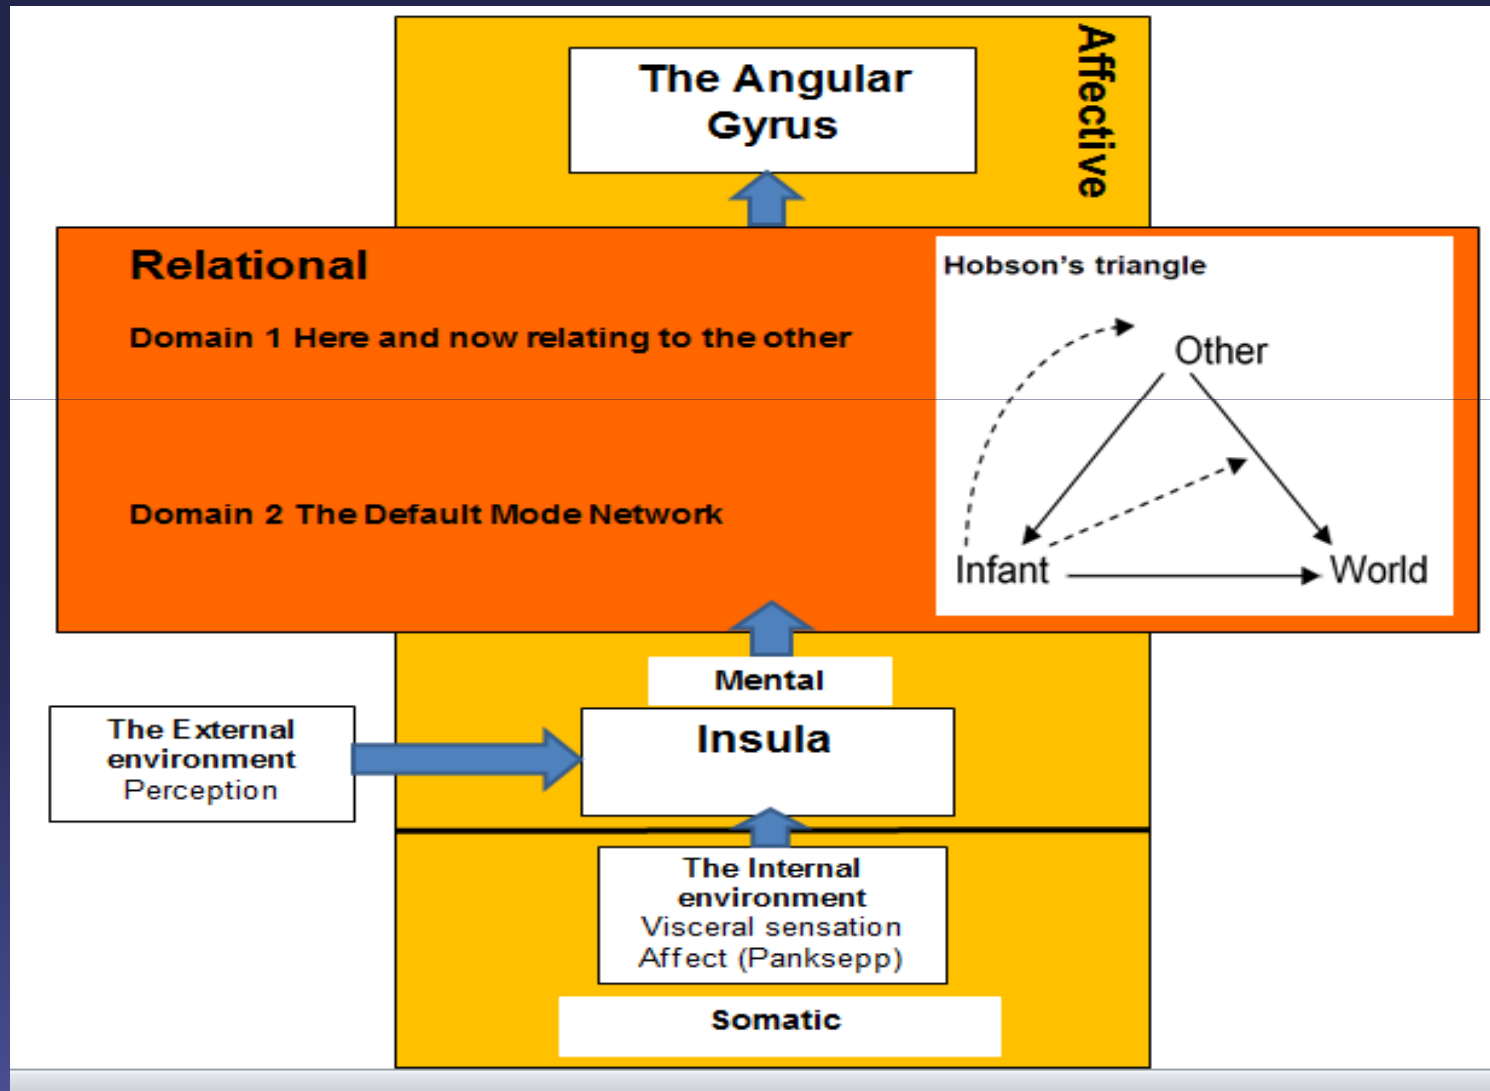 The Angular
Gyrus
Affective
Relational
Domain 1 Here and now relating to the other
Domain 2 The Default Mode Network
Hobson's triangle
Other
Infant
World
Mental
The External
environment
Perception
Insula
The Internal
environment
Visceral sensation
Affect (Panksepp)
Somatic